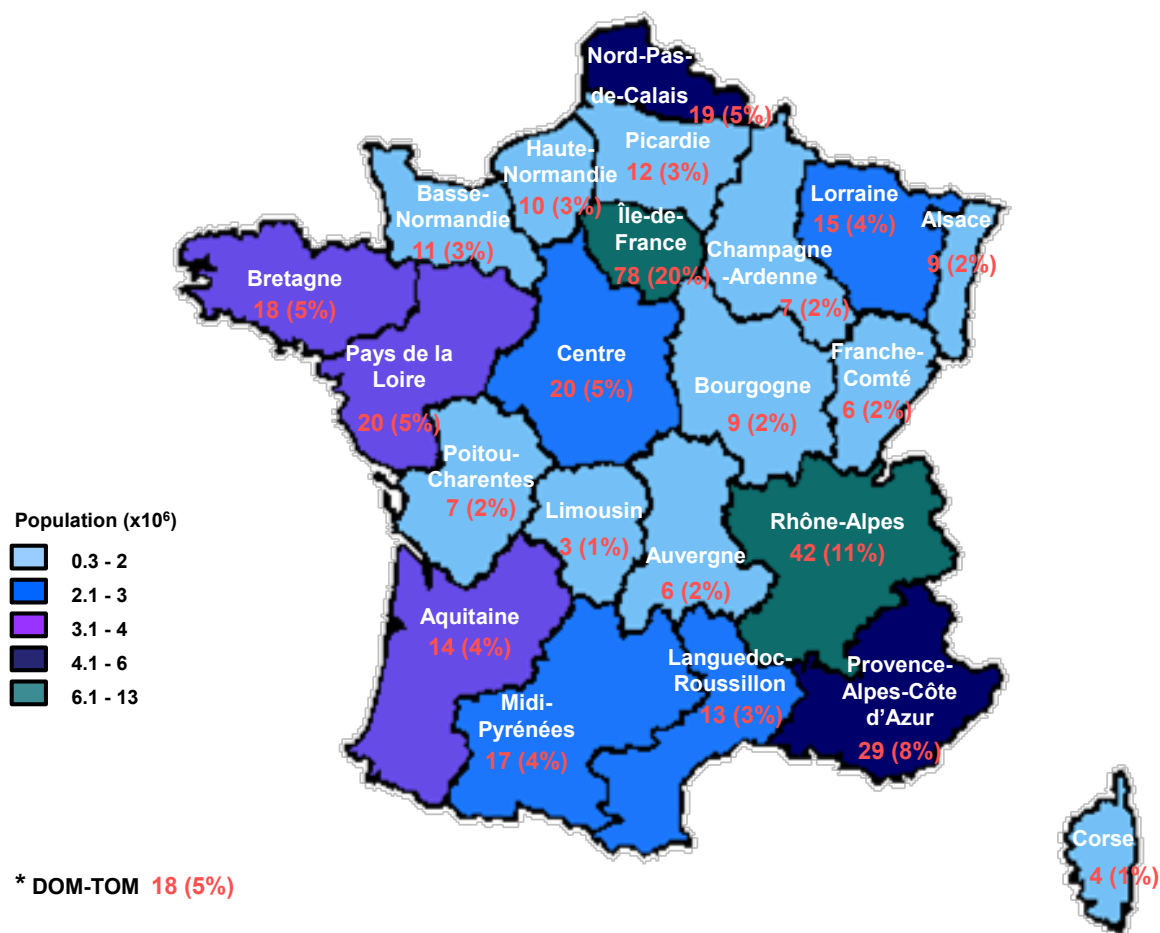 Nord-Pas-
de-Calais
19 (5%)
Picardie
12 (3%)
Haute-
Normandie
10 (3%)
Basse-
Normandie
11 (3%)
Île-de-
France
78 (20%)
Champagne
-Ardenne
7 (2%)
Lorraine
15 (4%)
Alsace
9 (2%)
Bretagne
18 (5%)
Pays de la
Loire
20 (5%)
Centre
20 (5%)
Bourgogne
9 (2%)
Franche-
Comté
6 (2%)
Poitou-
Charentes
7 (2%)
Limousin
3 (1%)
Auvergne
6 (2%)
Rhône-Alpes
42 (11%)
Aquitaine
14 (4%)
Midi-
Pyrénées
17 (4%)
Languedoc-
Roussillon
13 (3%)
Provence-
Alpes-Côte
d’Azur
29 (8%)
Corse
4 (1%)
Population (x10⁶)
0.3 - 2
2.1 - 3
3.1 - 4
4.1 - 6
6.1 - 13
* DOM-TOM 18 (5%)